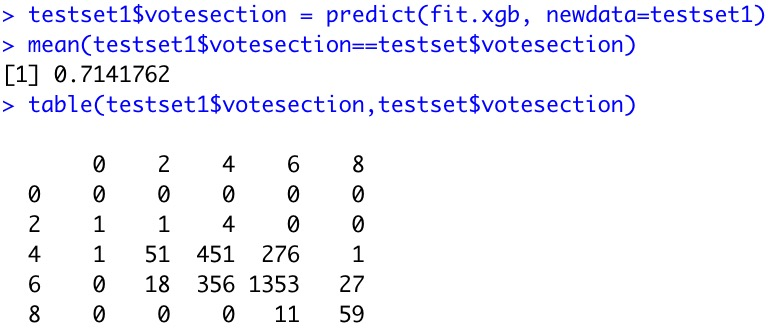 > testset1$votesection = predict(fit.xgb, newdata=testset1)
> mean(testset1$votesection==testset$votesection)
[1] 0.7141762
> table(testset1$votesection,testset$votesection)
0 2 4 6 8
0 0 0 0 0 0
2 1 1 4 0 0
4 1 51 451 276 1
6 0 18 356 1353 27
8 0 0 0 11 59